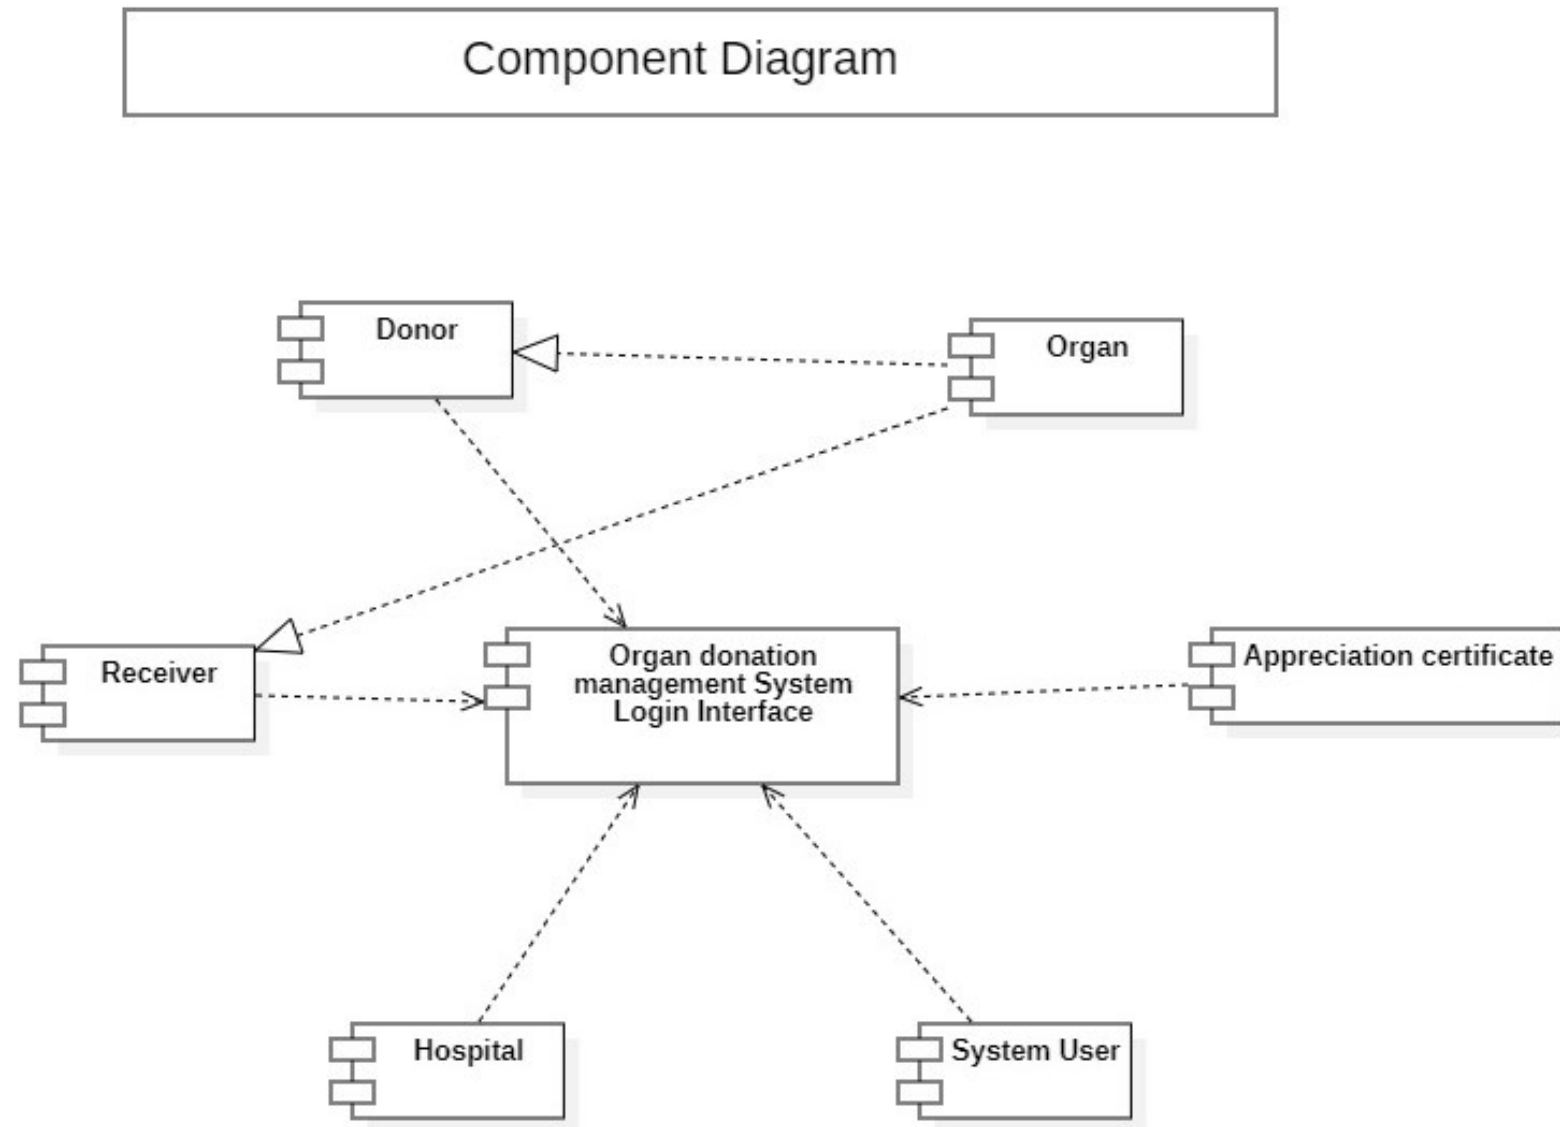 Component Diagram
Donor
Organ
Receiver
Organ donation
management System
Login Interface
Appreciation certificate
Hospital
System User